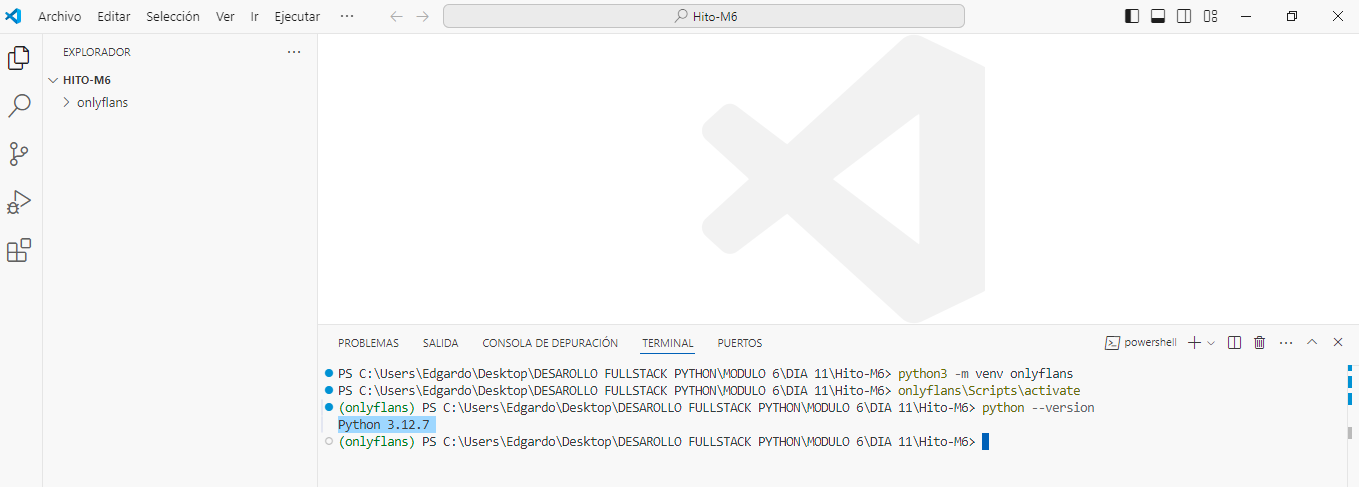 Archivo Editar Selección Ver Ir Ejecutar ··· Hito-M6
EXPLORADOR ···
HITO-M6
onlyflans
PROBLEMAS SALIDA CONSOLA DE DEPURACIÓN TERMINAL PUERTOS powershell ···
PS C:\Users\Edgardo\Desktop\DESAROLLO FULLSTACK PYTHON\MODULO 6\DIA 11\Hito-M6> python3 -m venv onlyflans
PS C:\Users\Edgardo\Desktop\DESAROLLO FULLSTACK PYTHON\MODULO 6\DIA 11\Hito-M6> onlyflans\Scripts\activate
(onlyflans) PS C:\Users\Edgardo\Desktop\DESAROLLO FULLSTACK PYTHON\MODULO 6\DIA 11\Hito-M6> python --version
Python 3.12.7
(onlyflans) PS C:\Users\Edgardo\Desktop\DESAROLLO FULLSTACK PYTHON\MODULO 6\DIA 11\Hito-M6>